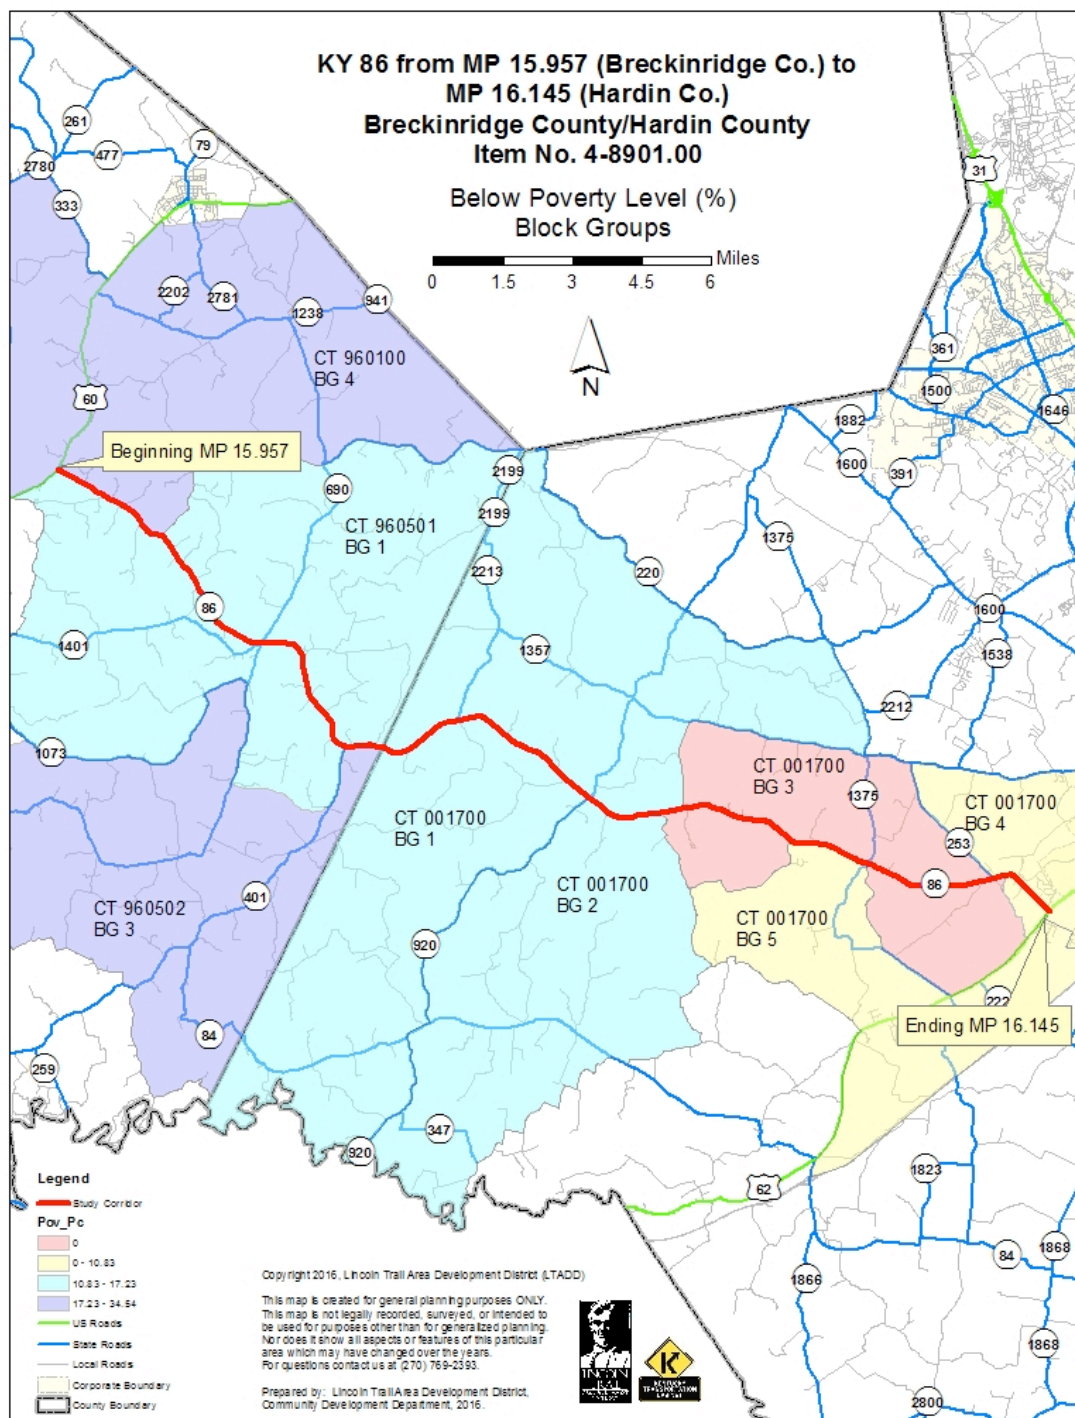 KY 86 from MP 15.957 (Breckinridge Co.) to
MP 16.145 (Hardin Co.)
Breckinridge County/Hardin County
Item No. 4-8901.00
Below Poverty Level (%)
Block Groups
0 1.5 3 4.5 6 Miles
N
261
477
79
2780
333
31
2202
2781
1238
941
CT 960100
BG 4
60
361
1500
1646
1882
1600
391
Beginning MP 15.957
2199
690
CT 960501
BG 1
2199
1375
2213
220
86
1600
1401
1357
1538
2212
1073
CT 001700
BG 3
1375
CT 001700
BG 4
CT 001700
BG 1
253
86
CT 001700
BG 2
401
CT 960502
BG 3
CT 001700
BG 5
920
222
Ending MP 16.145
84
259
347
920
62
1823
84
1868
1866
1868
2800
Legend
Study Corridor
Pov_Pc
0
0 - 10.83
10.83 - 17.23
17.23 - 34.54
US Roads
State Roads
Local Roads
Corporate Boundary
County Boundary
Copyright 2016, Lincoln Trail Area Development District (LTADD)
This map is created for general planning purposes ONLY.
This map is not legally recorded, surveyed, or intended to
be used for purposes other than for generalized planning.
Nor does it show all aspects or features of this particular
area which may have changed over the years.
For questions contact us at (270) 769-2393.
Prepared by: Lincoln Trail Area Development District,
Community Development Department, 2016.
LINCOLN
TRAIL
KENTUCKY
TRANSPORTATION
CABINET